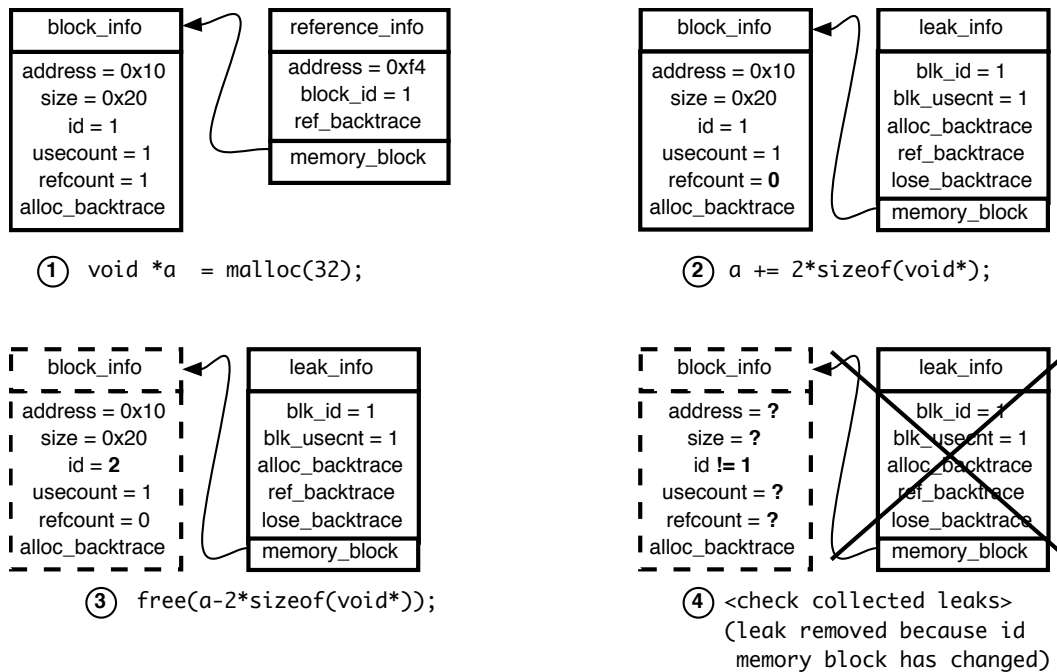 block_info
address = 0x10
size = 0x20
id = 1
usecount = 1
refcount = 1
alloc_backtrace
reference_info
address = 0xf4
block_id = 1
ref_backtrace
memory_block
1 void *a = malloc(32);
block_info
address = 0x10
size = 0x20
id = 1
usecount = 1
refcount = 0
alloc_backtrace
leak_info
blk_id = 1
blk_usecnt = 1
alloc_backtrace
ref_backtrace
lose_backtrace
memory_block
2 a += 2*sizeof(void*);
block_info
address = 0x10
size = 0x20
id = 2
usecount = 1
refcount = 0
alloc_backtrace
leak_info
blk_id = 1
blk_usecnt = 1
alloc_backtrace
ref_backtrace
lose_backtrace
memory_block
3 free(a-2*sizeof(void*));
block_info
address = ?
size = ?
id != 1
usecount = ?
refcount = ?
alloc_backtrace
leak_info
blk_id = 1
blk_usecnt = 1
alloc_backtrace
ref_backtrace
lose_backtrace
memory_block
4 <check collected leaks>
(leak removed because id
memory block has changed)